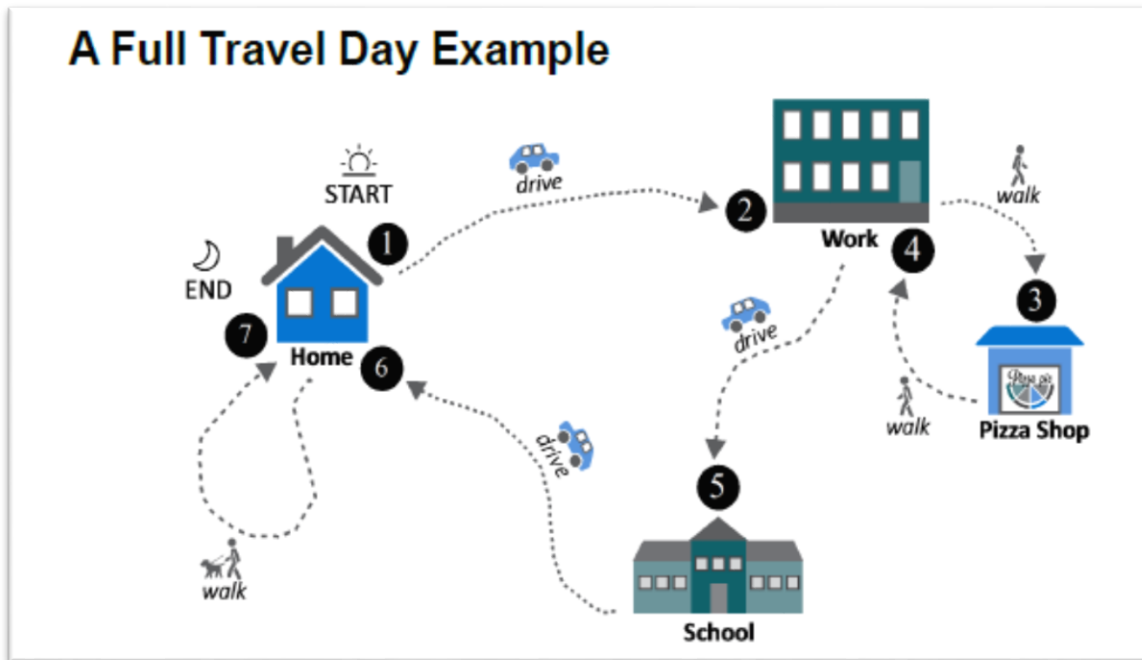 A Full Travel Day Example
START
1
drive
2
Work
walk
3
Pizza Shop
walk
4
drive
5
School
drive
6
Home
walk
7
END